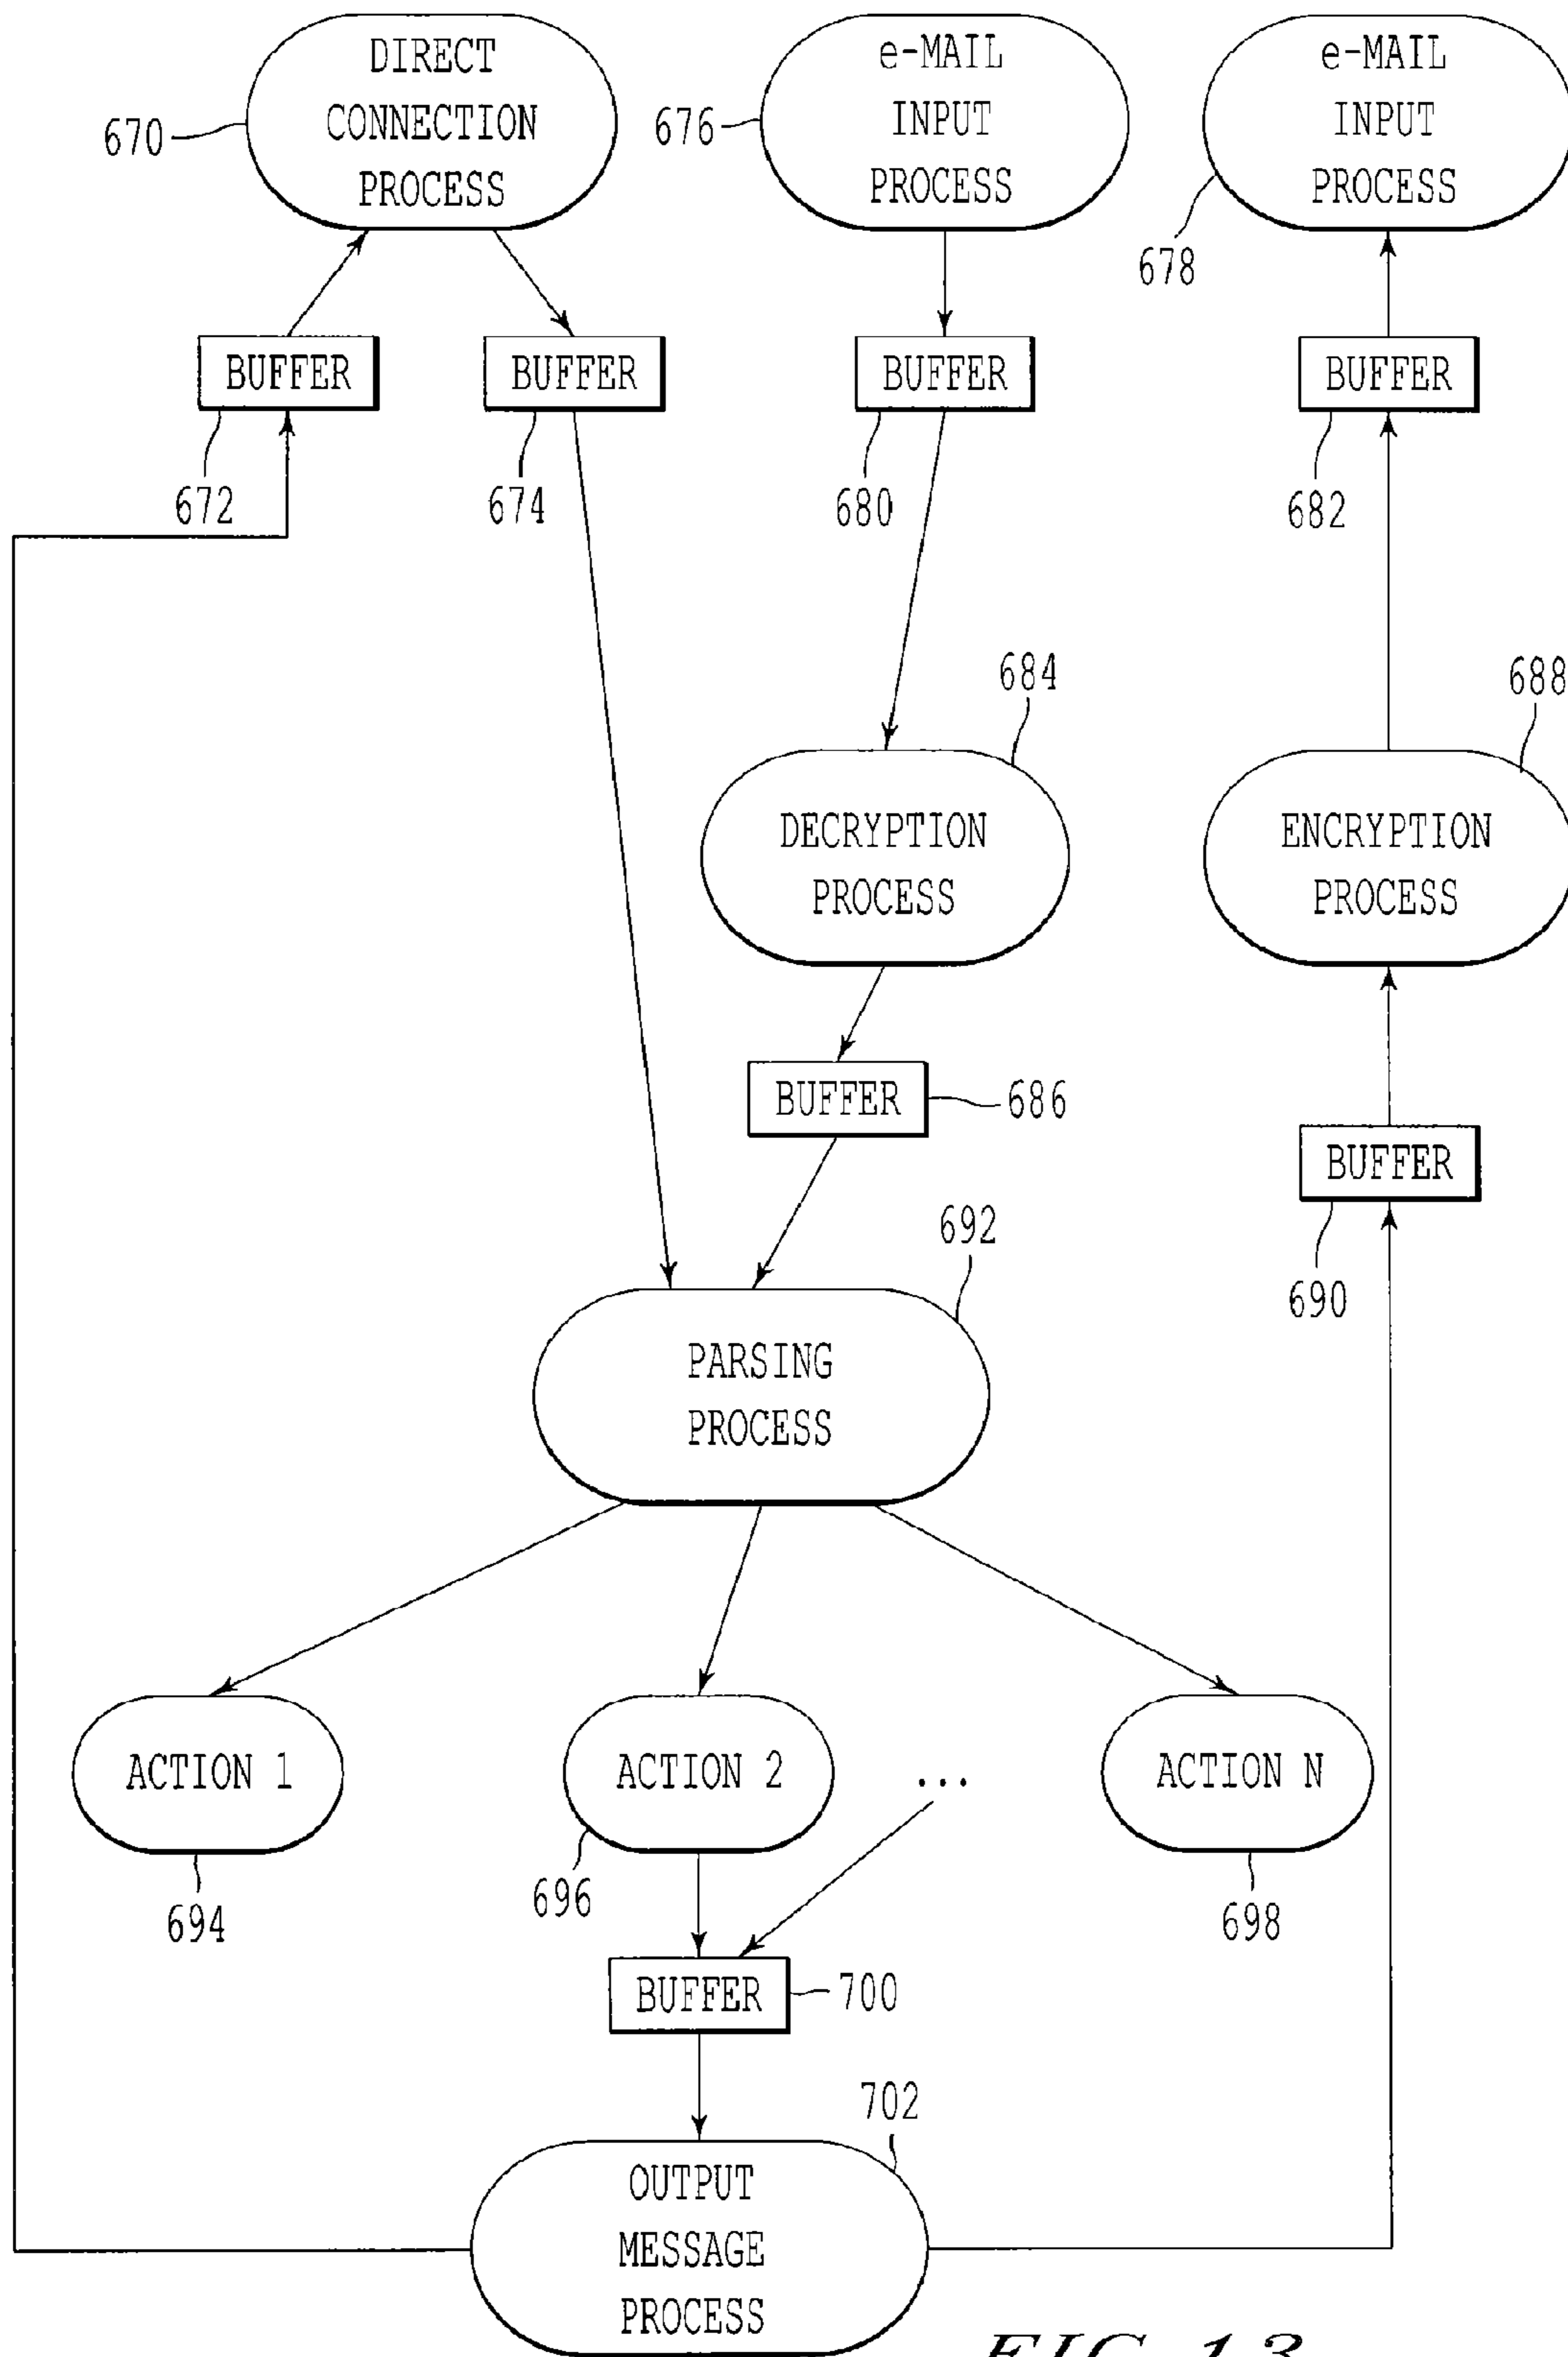 DIRECT
CONNECTION
PROCESS
670
e-MAIL
INPUT
PROCESS
676
e-MAIL
INPUT
PROCESS
678
BUFFER
672
BUFFER
674
BUFFER
680
BUFFER
682
684
DECRYPTION
PROCESS
688
ENCRYPTION
PROCESS
BUFFER
686
BUFFER
690
692
PARSING
PROCESS
ACTION 1
694
ACTION 2
696
...
ACTION N
698
BUFFER
700
702
OUTPUT
MESSAGE
PROCESS
FIG. 13